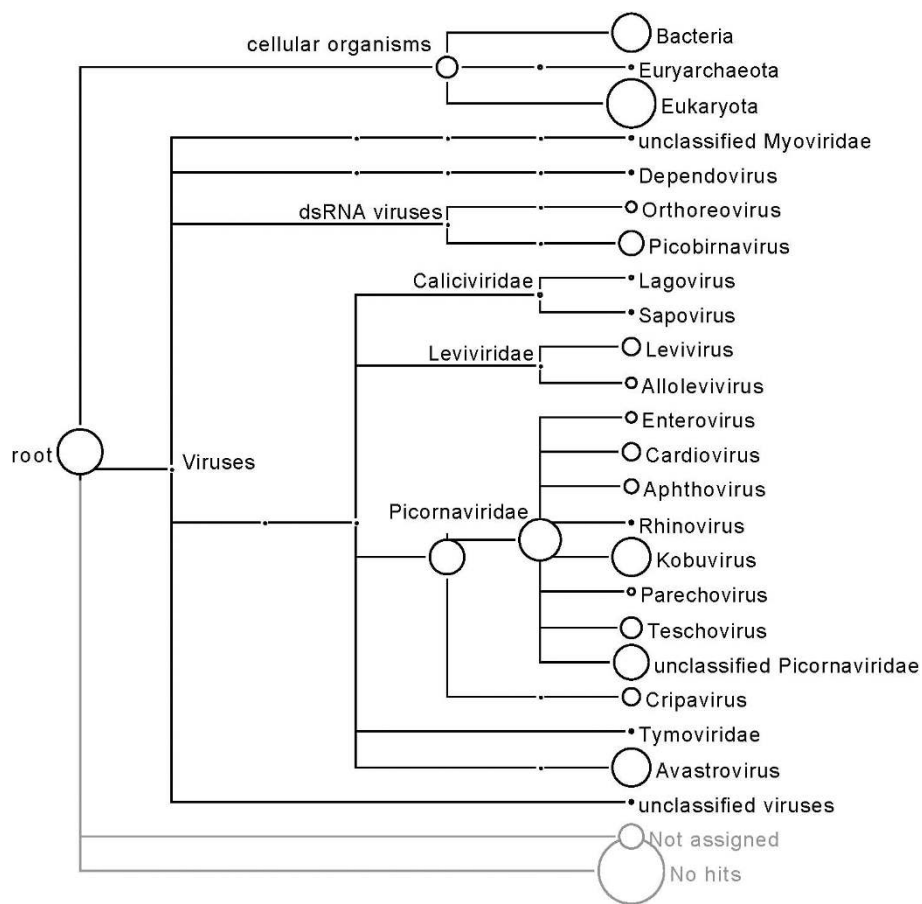 cellular organisms
Bacteria
Euryarchaeota
Eukaryota
unclassified Myoviridae
Dependovirus
dsRNA viruses
Orthoreovirus
Picobirnavirus
Caliciviridae
Lagovirus
Sapovirus
Leviviridae
Levivirus
Allolevivirus
Enterovirus
root
Viruses
Cardiovirus
Aphthovirus
Picornaviridae
Rhinovirus
Kobuvirus
Parechovirus
Teschovirus
unclassified Picornaviridae
Cripavirus
Tymoviridae
Avastrovirus
unclassified viruses
Not assigned
No hits